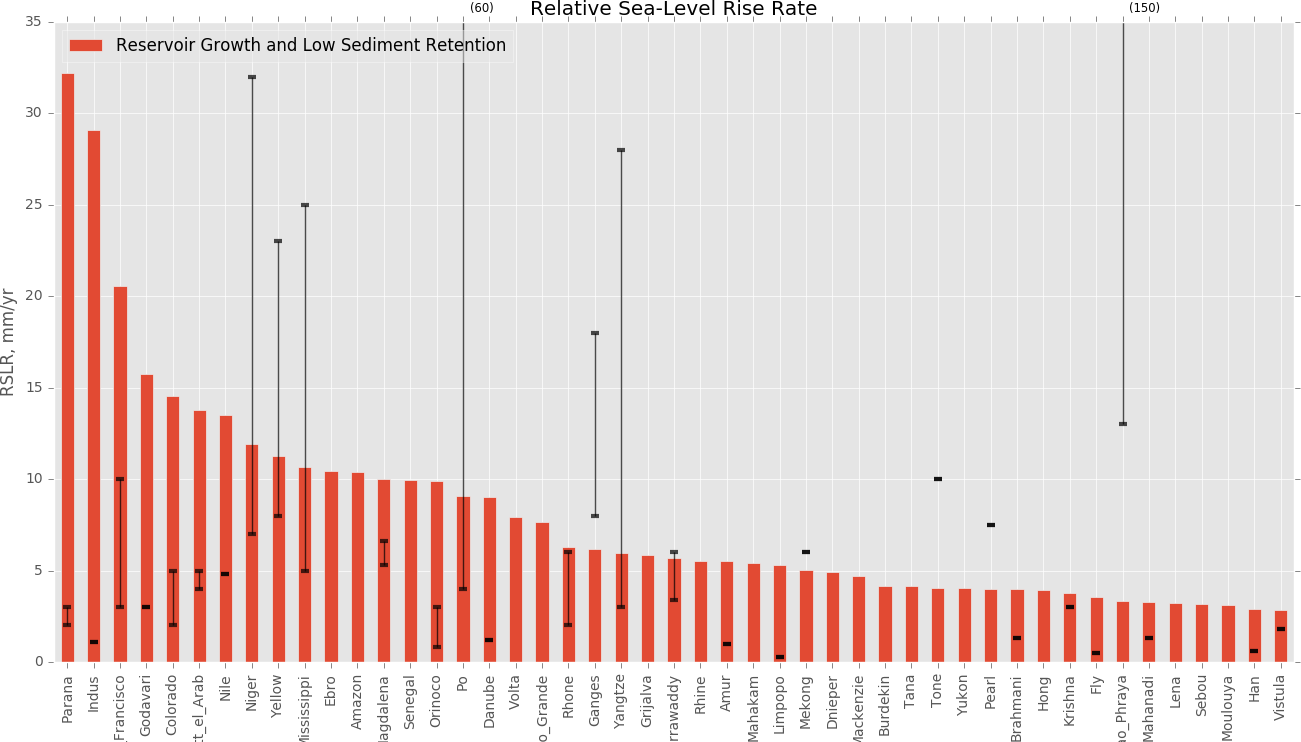 (60)
Relative Sea-Level Rise Rate
(150)
Reservoir Growth and Low Sediment Retention
RSLR, mm/yr
35
30
25
20
15
10
5
0
Parana
Indus
Francisco
Godavari
Colorado
tt_el_Arab
Nile
Niger
Yellow
Mississippi
Ebro
Amazon
Magdalena
Senegal
Orinoco
Po
Danube
Volta
o_Grande
Rhone
Ganges
Yangtze
Grijalva
rrawaddy
Rhine
Amur
Mahakam
Limpopo
Mekong
Dnieper
Mackenzie
Burdekin
Tana
Tone
Yukon
Pearl
Brahmani
Hong
Krishna
Fly
ao_Phraya
Mahanadi
Lena
Sebou
Moulouya
Han
Vistula